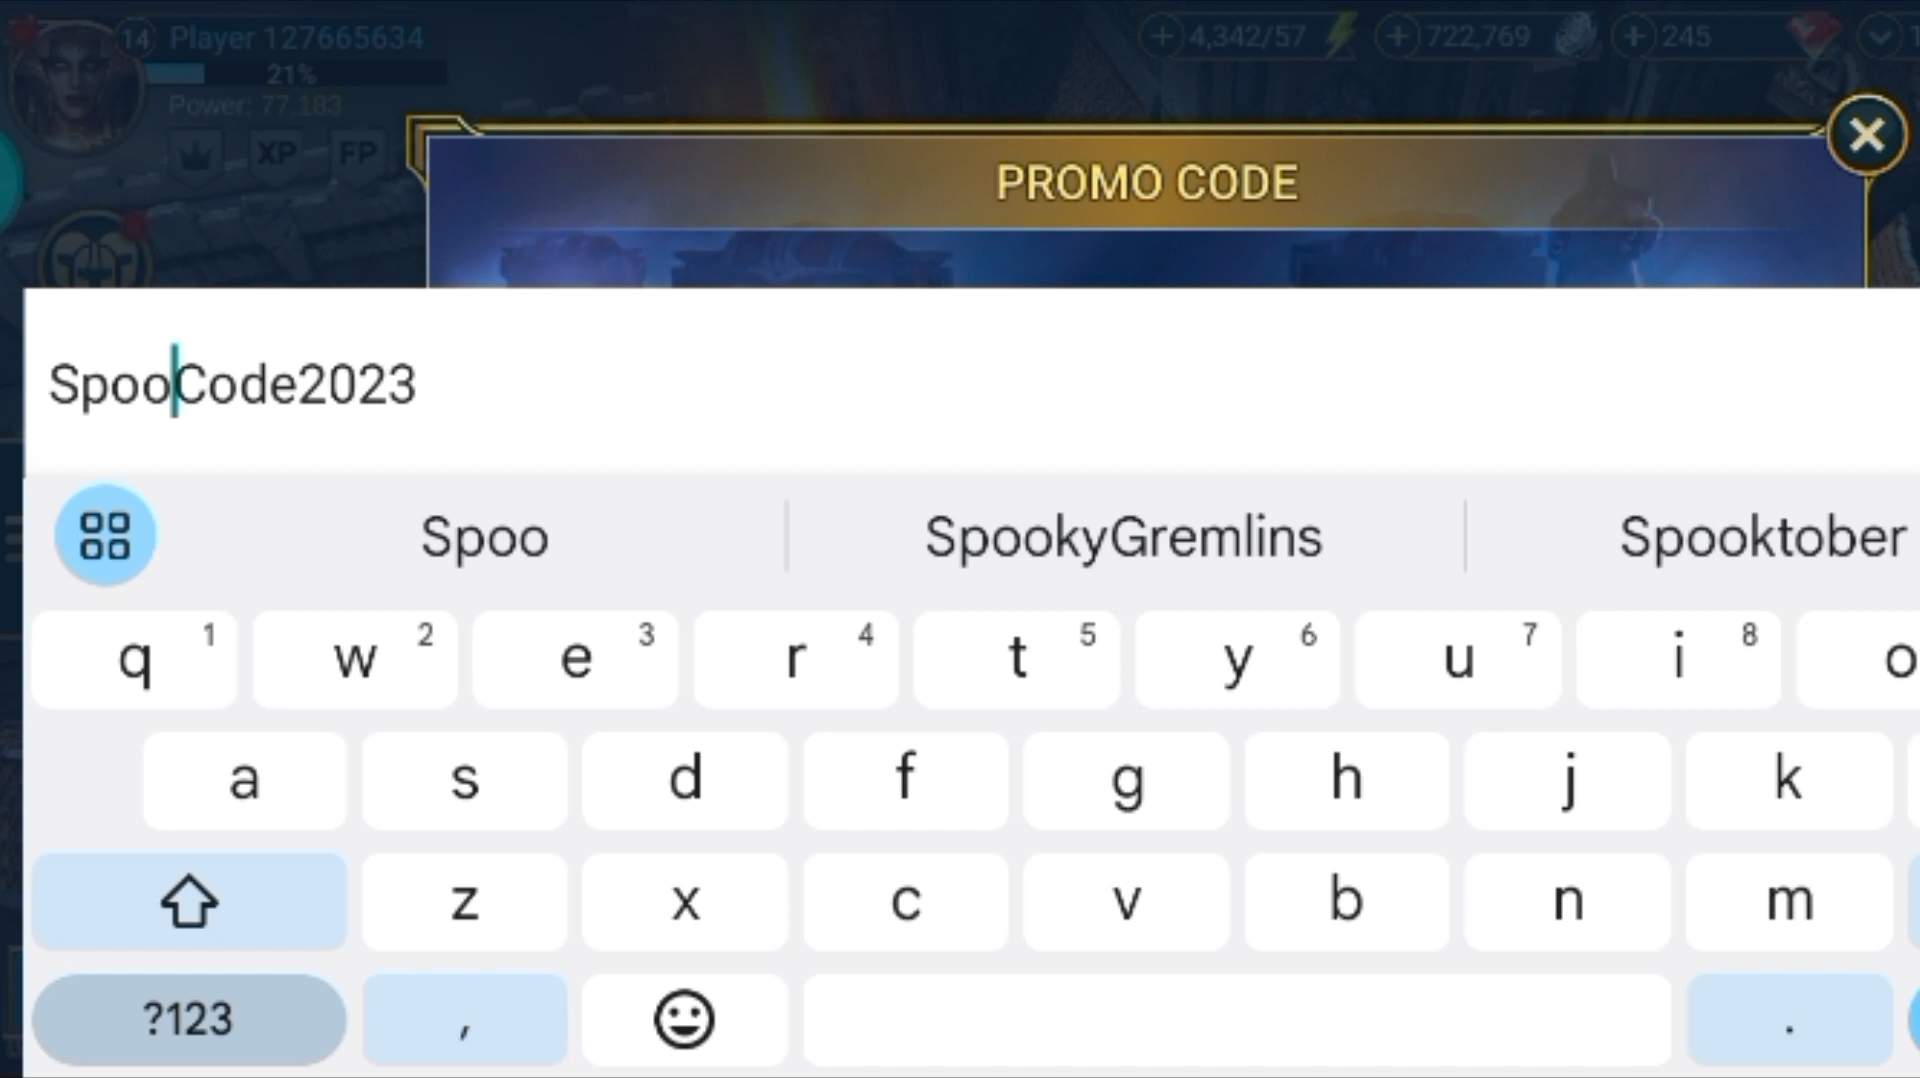 14 Player 127665634
21%
Power: 77,183
XP FP
4,342/57
722,769
245
PROMO CODE
SpooCode2023
Spoo SpookyGremlins Spooktober
q 1 w 2 e 3 r 4 t 5 y 6 u 7 i 8 o
a s d f g h j k
z x c v b n m
?123 , .